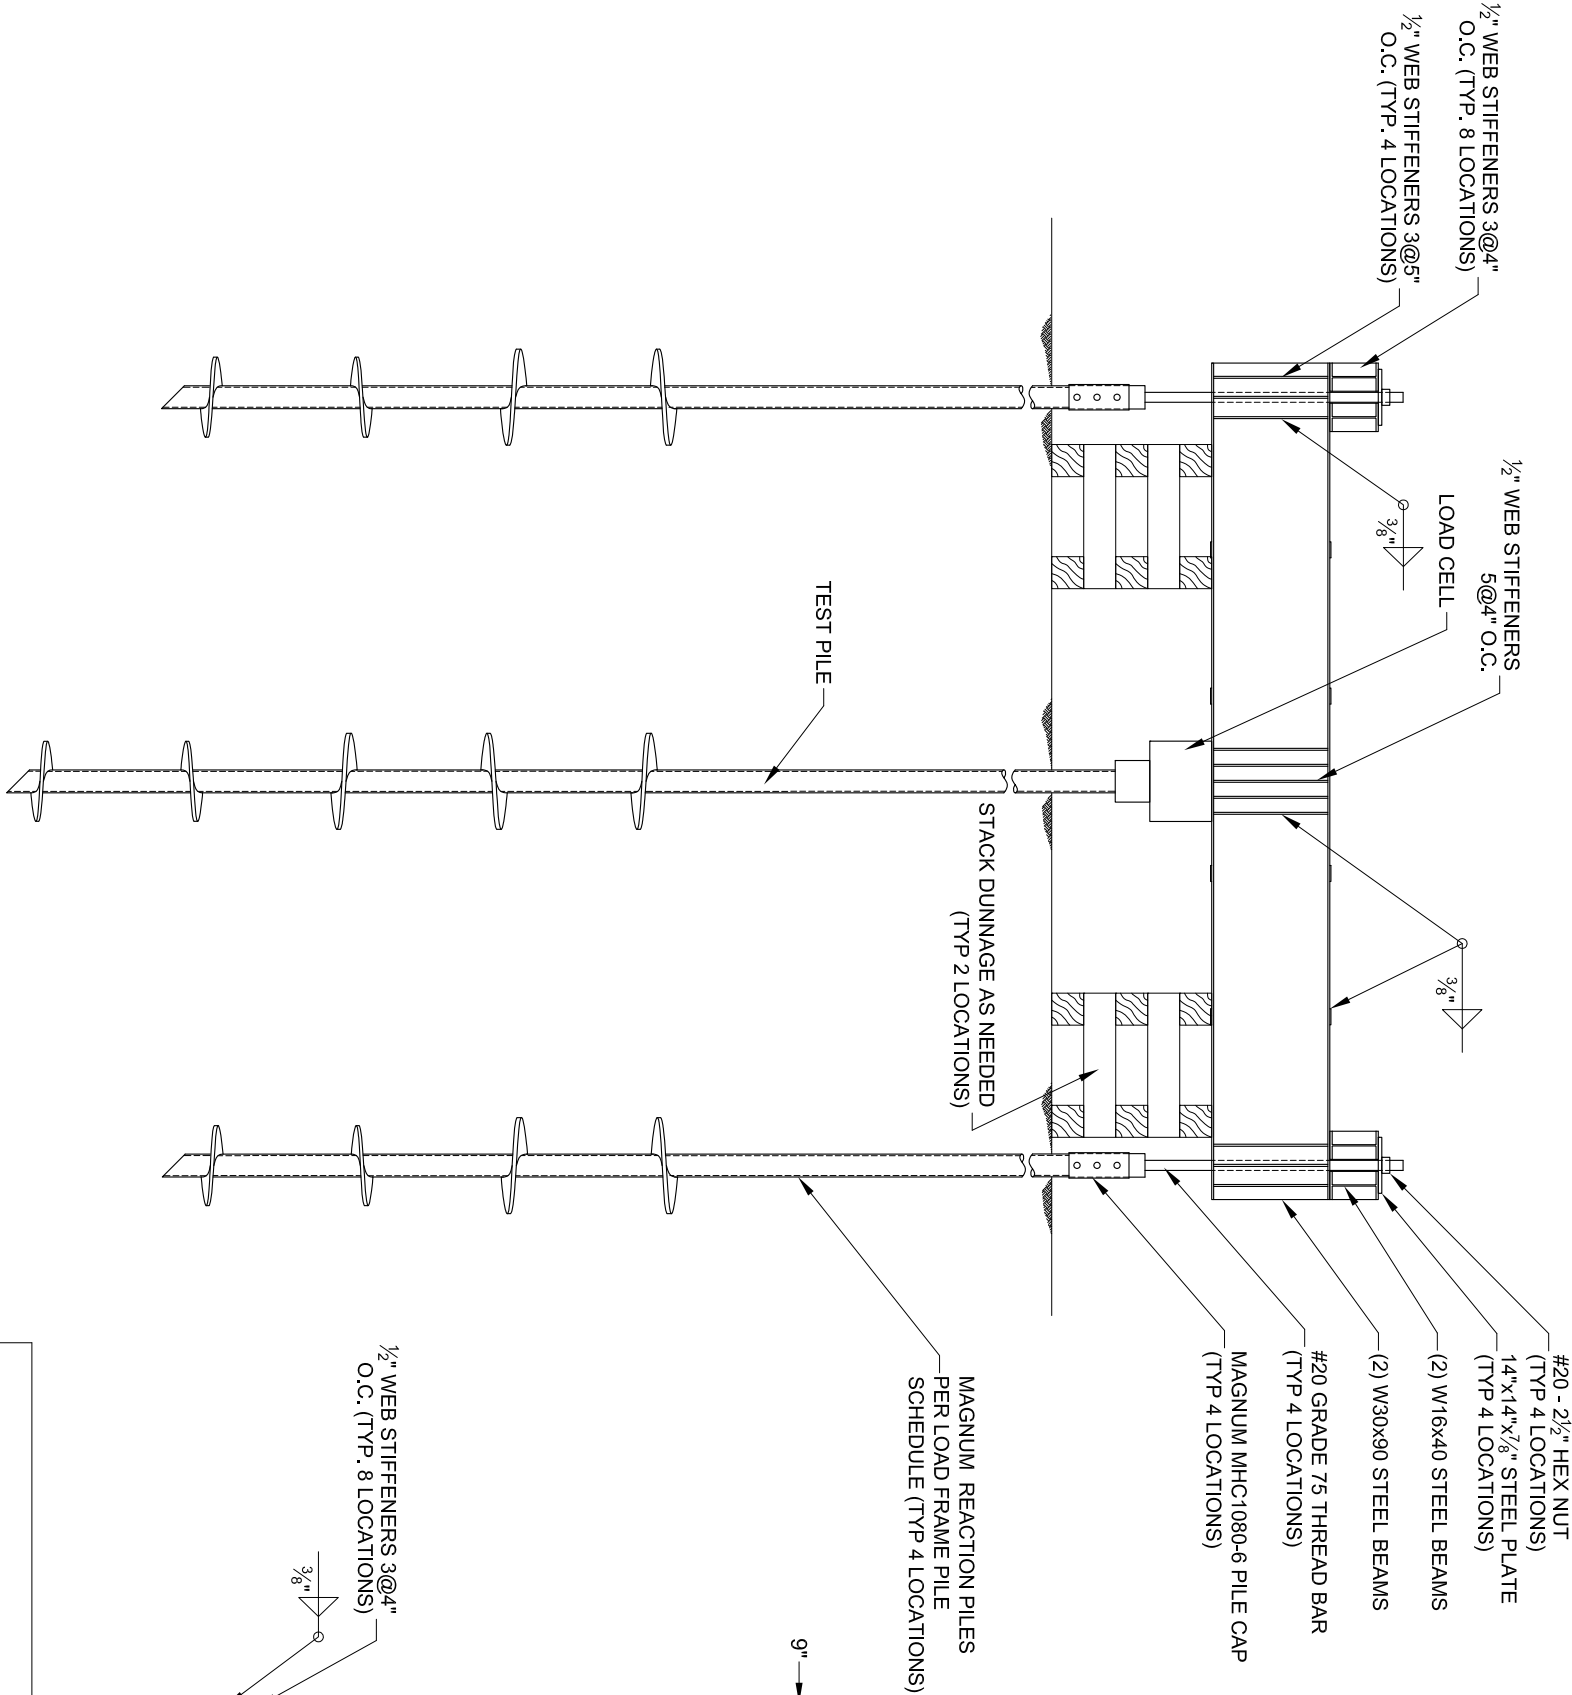 ½" WEB STIFFENERS 3@4"
O.C. (TYP. 8 LOCATIONS)
½" WEB STIFFENERS 3@5"
O.C. (TYP. 4 LOCATIONS)
½" WEB STIFFENERS
5@4" O.C.
LOAD CELL
⅜"
⅜"
TEST PILE
STACK DUNNAGE AS NEEDED
(TYP 2 LOCATIONS)
#20 - 2½" HEX NUT
(TYP 4 LOCATIONS)
14"x14"x⅞" STEEL PLATE
(TYP 4 LOCATIONS)
(2) W16x40 STEEL BEAMS
(2) W30x90 STEEL BEAMS
#20 GRADE 75 THREAD BAR
(TYP 4 LOCATIONS)
MAGNUM MHC1080-6 PILE CAP
(TYP 4 LOCATIONS)
MAGNUM REACTION PILES
PER LOAD FRAME PILE
SCHEDULE (TYP 4 LOCATIONS)
9"
½" WEB STIFFENERS 3@4"
O.C. (TYP. 8 LOCATIONS)
⅜"